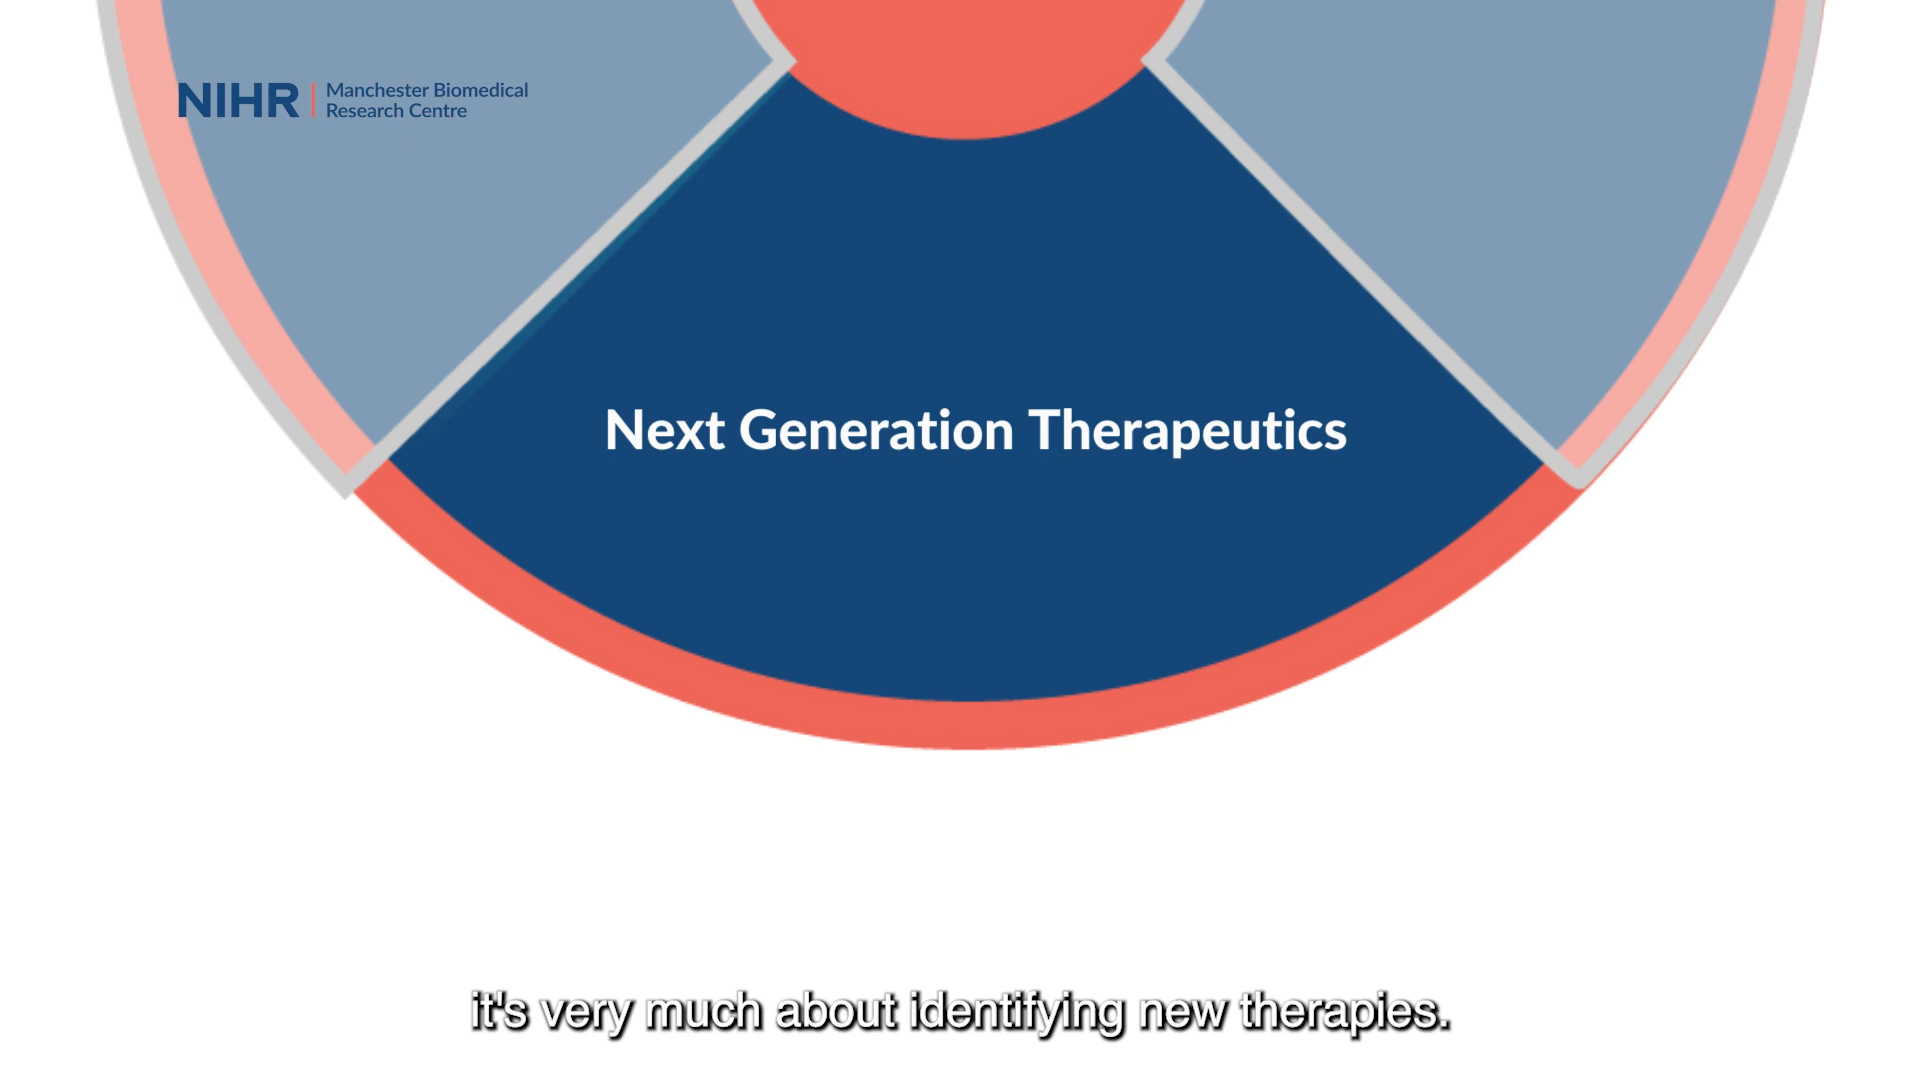 NIHR
Manchester Biomedical
Research Centre
Next Generation Therapeutics
it's very much about identifying new therapies.